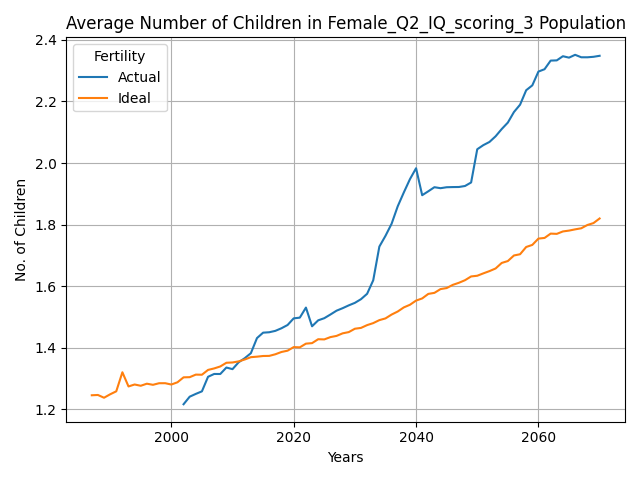 Average Number of Children in Female_Q2_IQ_scoring_3 Population
Fertility
Actual
Ideal
No. of Children
2.4
2.2
2.0
1.8
1.6
1.4
1.2
2000 2020 2040 2060
Years